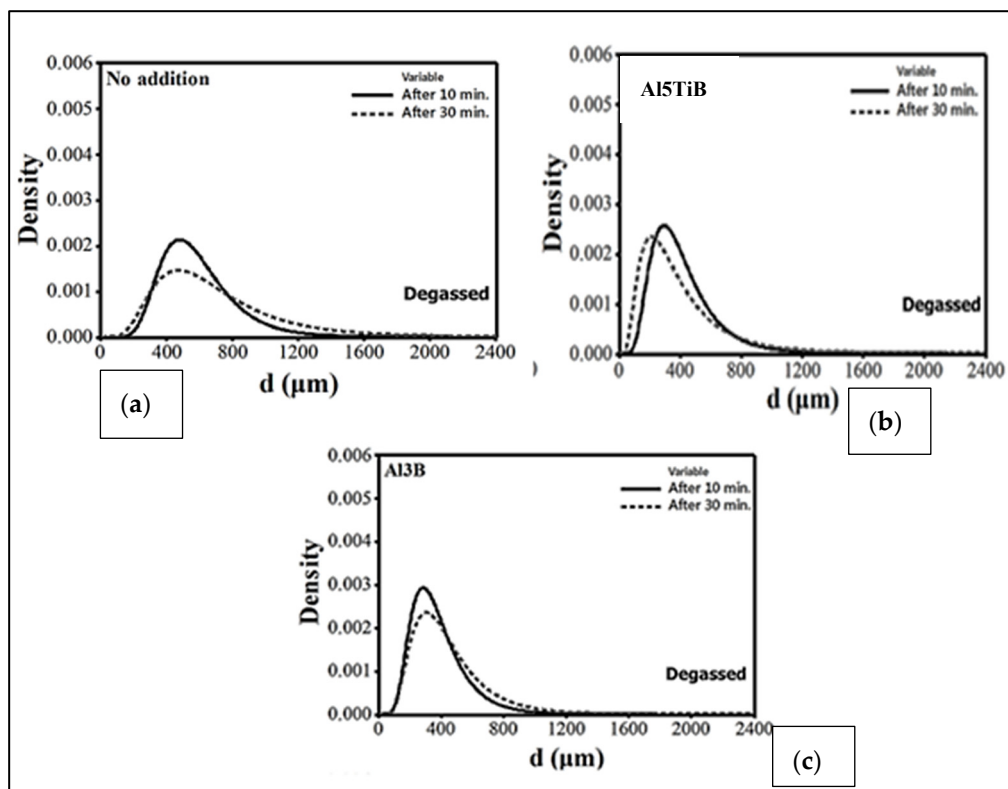 No addition
Variable
After 10 min.
After 30 min.
0.006
0.005
0.004
0.003
0.002
0.001
0.000
Density
Degassed
0 400 800 1200 1600 2000 2400
d (μm)
(a)
Al5TiB
Variable
After 10 min.
After 30 min.
0.006
0.005
0.004
0.003
0.002
0.001
0.000
Density
Degassed
0 400 800 1200 1600 2000 2400
d (μm)
(b)
Al3B
Variable
After 10 min.
After 30 min.
0.006
0.005
0.004
0.003
0.002
0.001
0.000
Density
Degassed
0 400 800 1200 1600 2000 2400
d (μm)
(c)